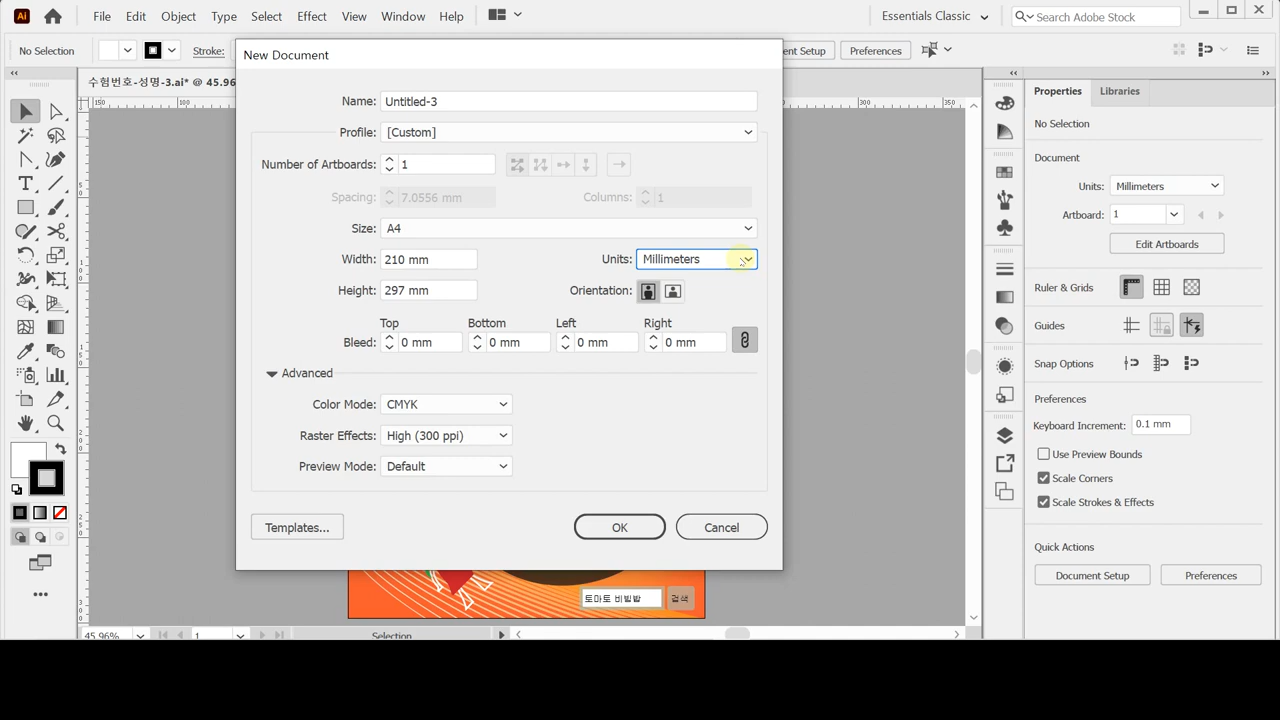 Ai File Edit Object Type Select Effect View Window Help Essentials Classic Search Adobe Stock
No Selection Stroke: ent Setup Preferences
수험번호-성명-3.ai* @ 45.96
New Document
Name: Untitled-3
Profile: [Custom]
Number of Artboards: 1
Spacing: 7.0556 mm Columns: 1
Size: A4
Width: 210 mm Units: Millimeters
Height: 297 mm Orientation:
Top Bottom Left Right
Bleed: 0 mm 0 mm 0 mm 0 mm
Advanced
Color Mode: CMYK
Raster Effects: High (300 ppi)
Preview Mode: Default
Templates... OK Cancel
150 100 300 350
토마토 비빔밥 검색
45.96% 1 Selection
Properties Libraries
No Selection
Document
Units: Millimeters
Artboard: 1
Edit Artboards
Ruler & Grids
Guides
Snap Options
Preferences
Keyboard Increment: 0.1 mm
Use Preview Bounds
Scale Corners
Scale Strokes & Effects
Quick Actions
Document Setup Preferences